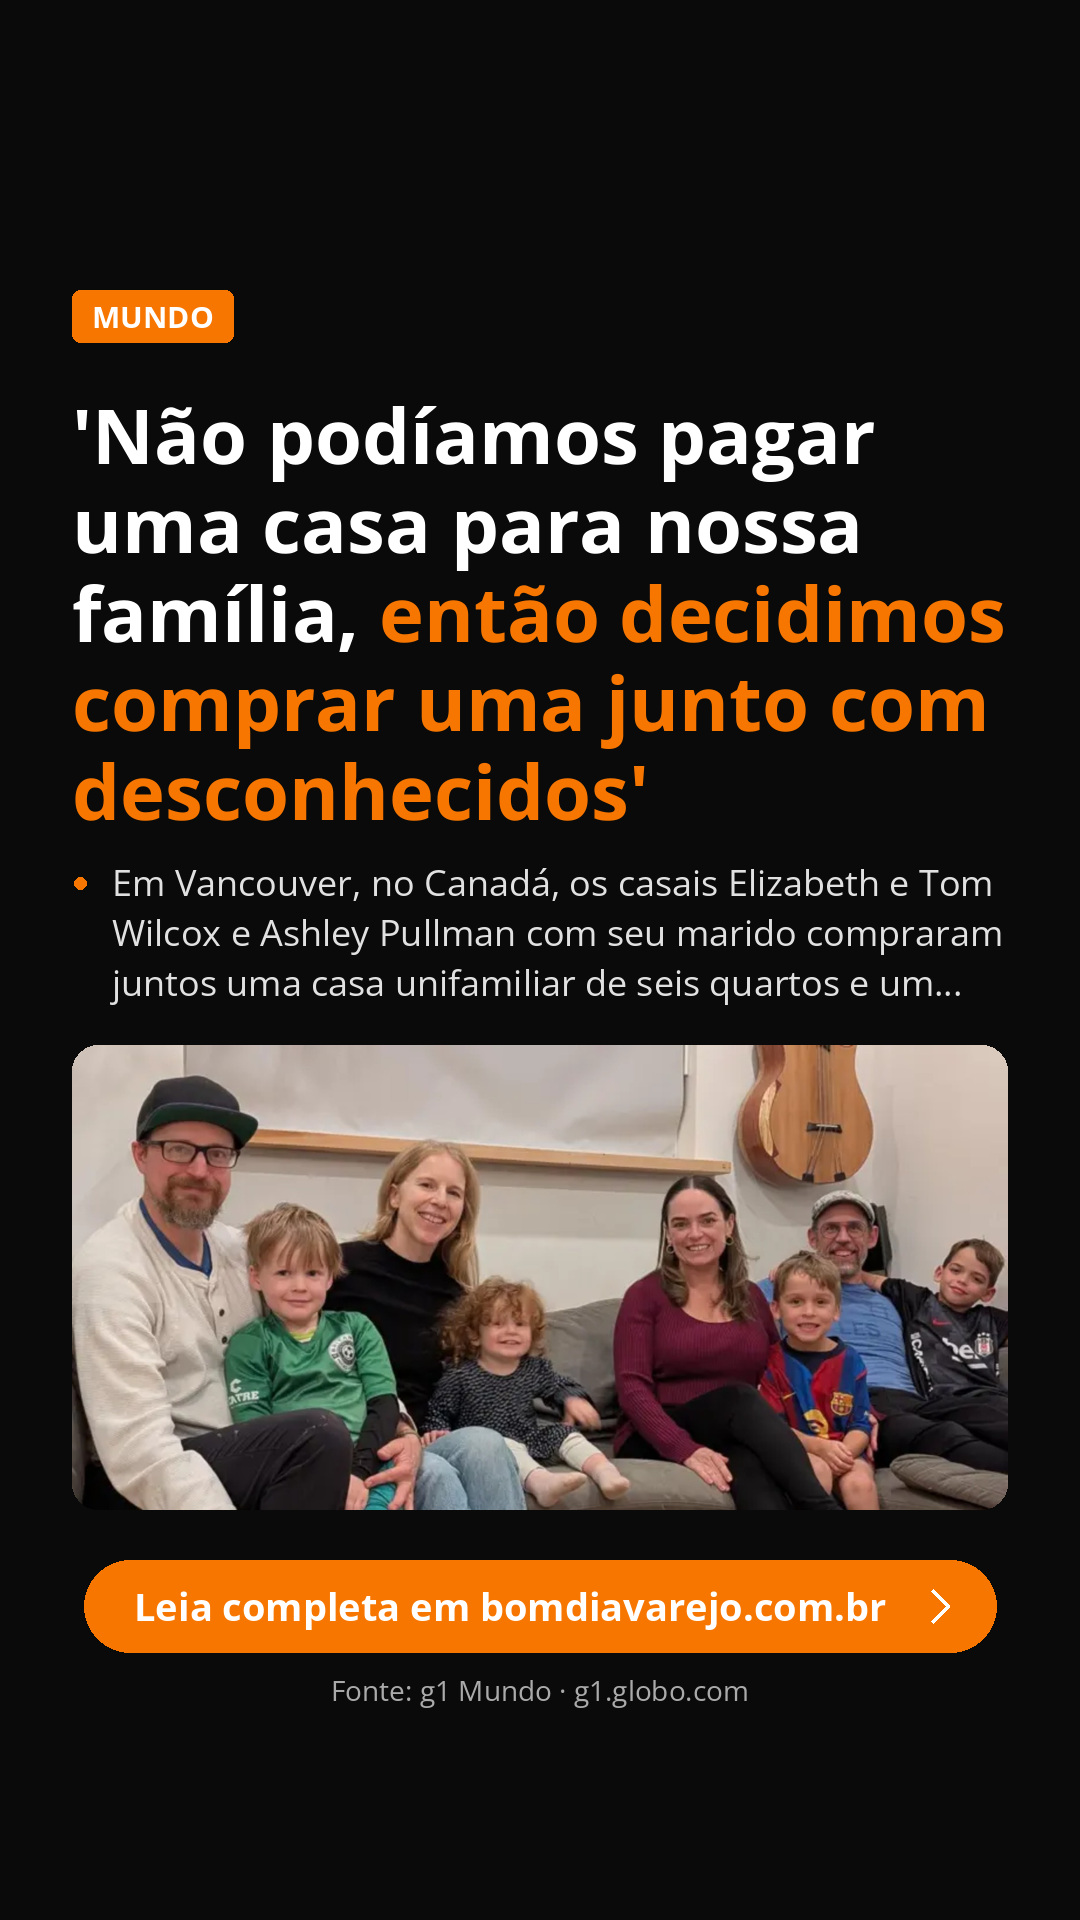 MUNDO
'Não podíamos pagar
uma casa para nossa
família, então decidimos
comprar uma junto com
desconhecidos'
Em Vancouver, no Canadá, os casais Elizabeth e Tom
Wilcox e Ashley Pullman com seu marido compraram
juntos uma casa unifamiliar de seis quartos e um...
Leia completa em bomdiavarejo.com.br
Fonte: g1 Mundo · g1.globo.com